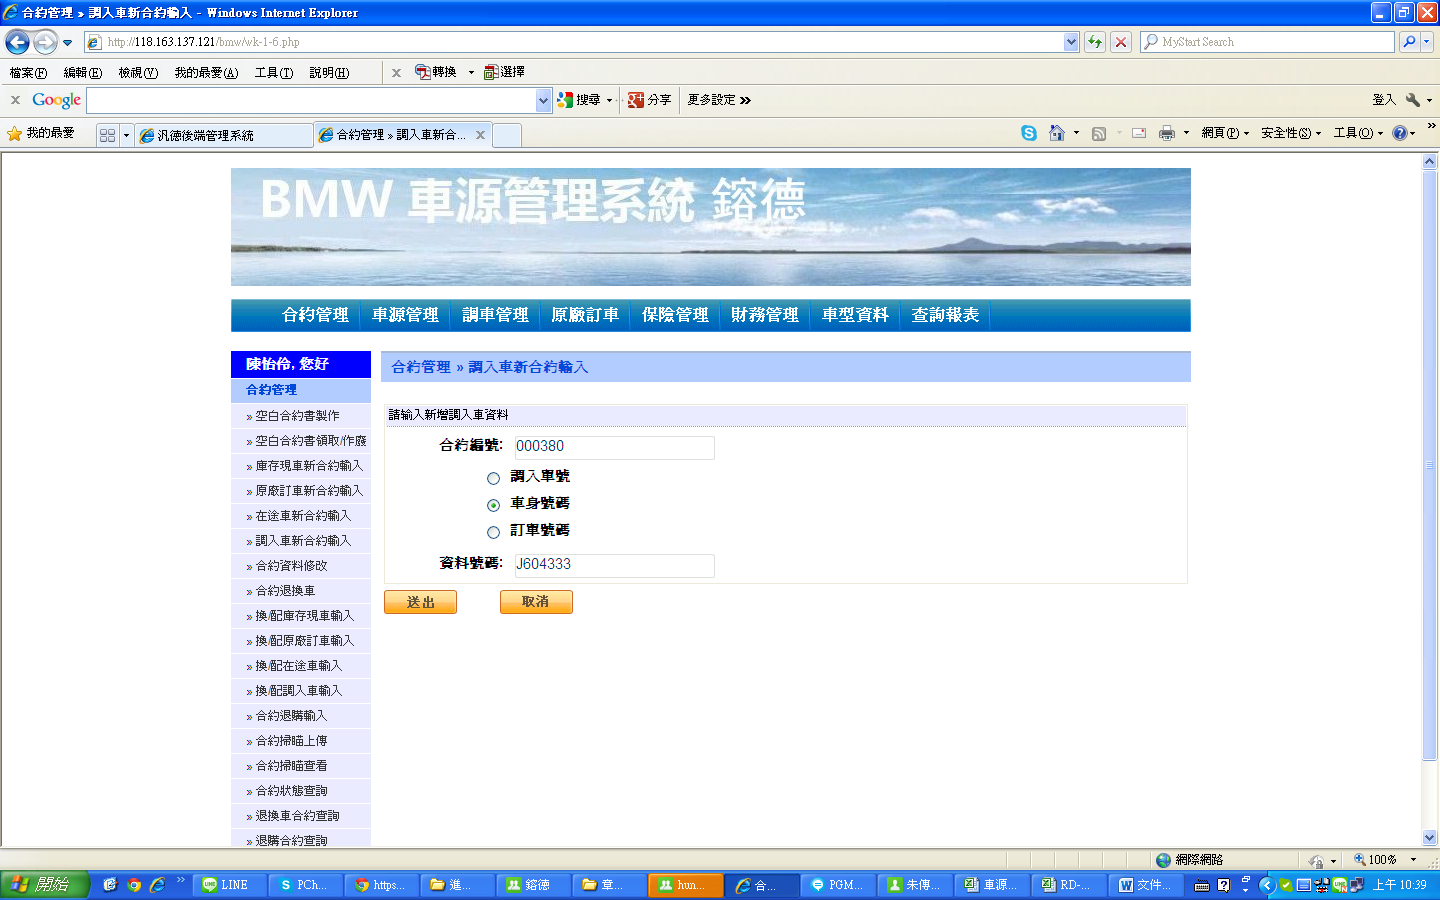 合約管理 » 調入車新合約輸入 - Windows Internet Explorer
http://118.163.137.121/bmw/wk-1-6.php
MyStart Search
檔案(F) 編輯(E) 檢視(V) 我的最愛(A) 工具(T) 說明(H) x 轉換 選擇
x Google 搜尋 分享 更多設定 » 登入
我的最愛 汎德後端管理系統 合約管理 » 調入車新合... 網頁(P) 安全性(S) 工具(O)
BMW 車源管理系統 鎔德
合約管理 車源管理 調車管理 原廠訂車 保險管理 財務管理 車型資料 查詢報表
陳怡伶, 您好
合約管理
» 空白合約書製作
» 空白合約書領取/作廢
» 庫存現車新合約輸入
» 原廠訂車新合約輸入
» 在途車新合約輸入
» 調入車新合約輸入
» 合約資料修改
» 合約退換車
» 換/配庫存現車輸入
» 換/配原廠訂車輸入
» 換/配在途車輸入
» 換/配調入車輸入
» 合約退購輸入
» 合約掃瞄上傳
» 合約掃瞄查看
» 合約狀態查詢
» 退換車合約查詢
» 退購合約查詢
合約管理 » 調入車新合約輸入
請輸入新增調入車資料
合約編號: 000380
調入車號
車身號碼
訂單號碼
資料號碼: J604333
送出 取消
網際網路 100%
開始 LINE PCh... https... 進... 鎔德 章... hun... 合... PGM... 朱傳... 車源... RD-... 文件... 上午 10:39